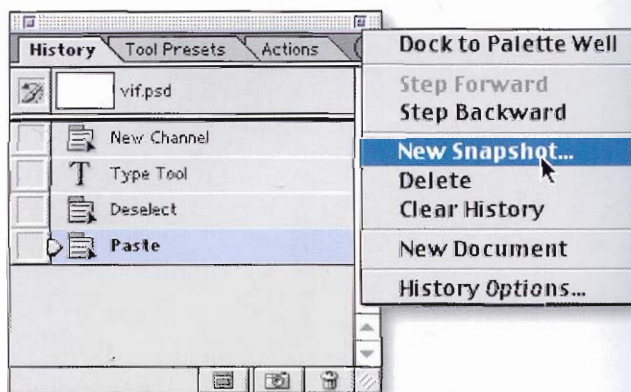 History Tool Presets Actions
vif.psd
New Channel
Type Tool
Deselect
Paste
Dock to Palette Well
Step Forward
Step Backward
New Snapshot...
Delete
Clear History
New Document
History Options...